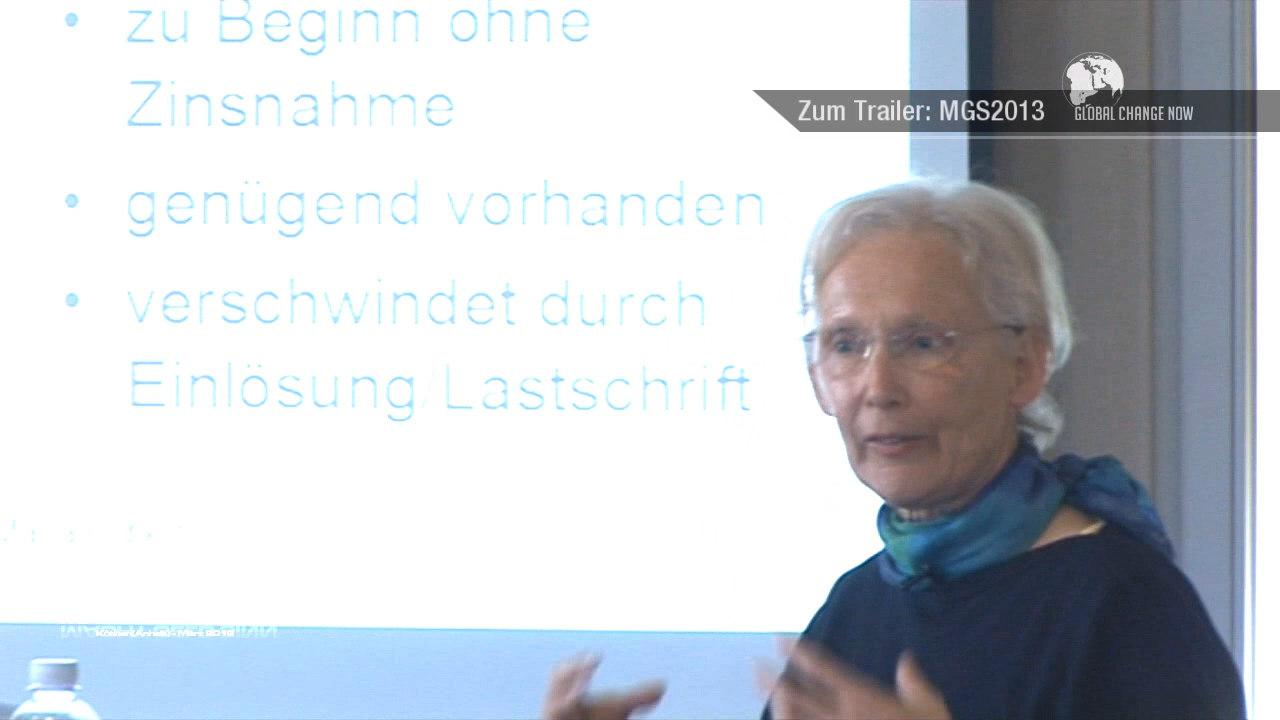 • zu Beginn ohne
Zinsnahme
• genügend vorhanden
• verschwindet durch
Einlösung/Lastschrift
Zum Trailer: MGS2013
GLOBAL CHANGE NOW